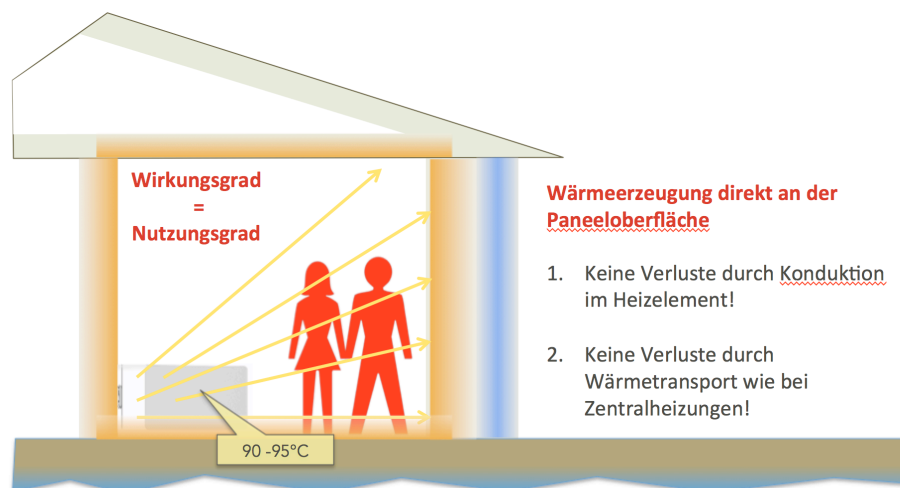 Wirkungsgrad
=
Nutzungsgrad
90 -95°C
Wärmeerzeugung direkt an der
Paneeloberfläche
1. Keine Verluste durch Konduktion
im Heizelement!
2. Keine Verluste durch
Wärmetransport wie bei
Zentralheizungen!